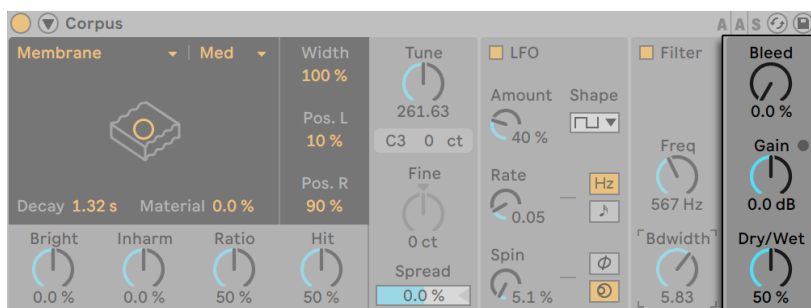 Corpus A A S
Membrane Med
Decay 1.32 s Material 0.0 %
Width
100 %
Pos. L
10 %
Pos. R
90 %
Bright Inharm Ratio Hit
0.0 % 0.0 % 50 % 50 %
Tune
261.63
C3 0 ct
Fine
0 ct
Spread
0.0 %
LFO
Amount Shape
40 %
Rate
Hz
0.05
Spin
5.1 %
Filter
Freq
567 Hz
Bdwidth
5.83
Bleed
0.0 %
Gain
0.0 dB
Dry/Wet
50 %